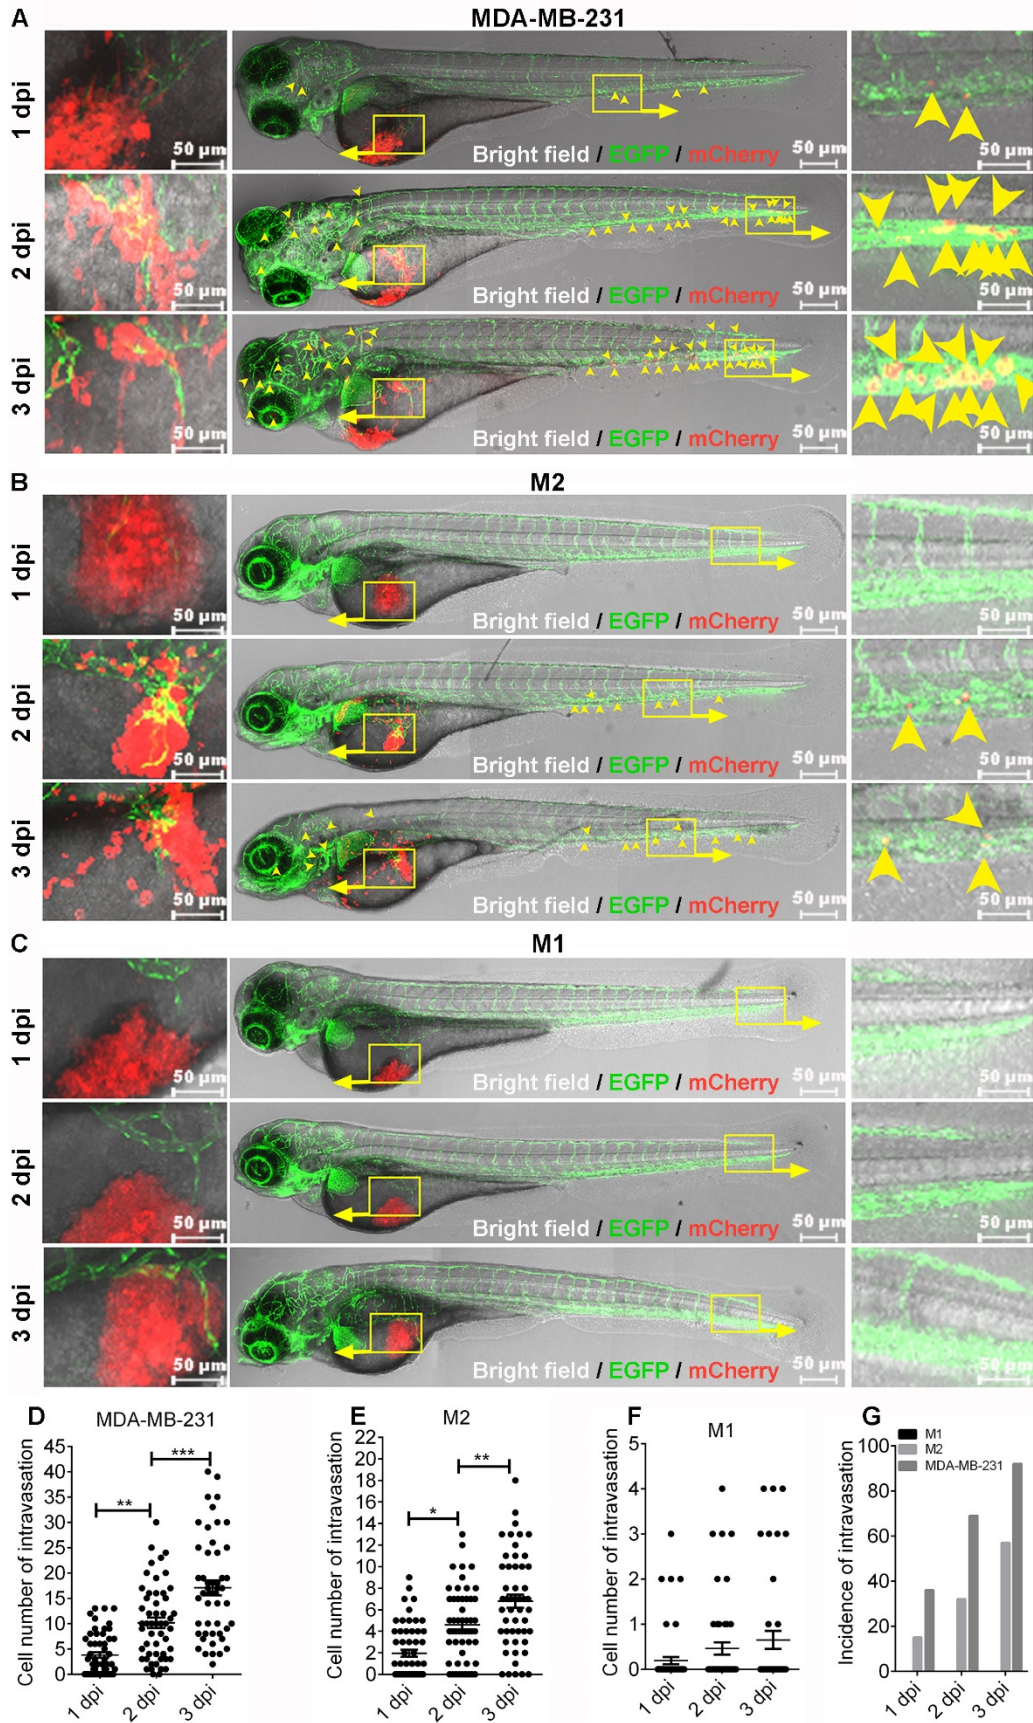 A
MDA-MB-231
1 dpi
50 µm
Bright field / EGFP / mCherry
50 µm
50 µm
2 dpi
50 µm
Bright field / EGFP / mCherry
50 µm
50 µm
3 dpi
50 µm
Bright field / EGFP / mCherry
50 µm
50 µm
B
M2
1 dpi
50 µm
Bright field / EGFP / mCherry
50 µm
50 µm
2 dpi
50 µm
Bright field / EGFP / mCherry
50 µm
50 µm
3 dpi
50 µm
Bright field / EGFP / mCherry
50 µm
50 µm
C
M1
1 dpi
50 µm
Bright field / EGFP / mCherry
50 µm
50 µm
2 dpi
50 µm
Bright field / EGFP / mCherry
50 µm
50 µm
3 dpi
50 µm
Bright field / EGFP / mCherry
50 µm
50 µm
D
MDA-MB-231
Cell number of intravasation
45
40
35
30
25
20
15
10
5
0
**
***
1 dpi
2 dpi
3 dpi
E
M2
Cell number of intravasation
22
20
18
16
14
12
10
8
6
4
2
0
*
**
1 dpi
2 dpi
3 dpi
F
M1
Cell number of intravasation
5
4
3
2
1
0
1 dpi
2 dpi
3 dpi
G
M1
M2
MDA-MB-231
Incidence of intravasation
100
80
60
40
20
0
1 dpi
2 dpi
3 dpi